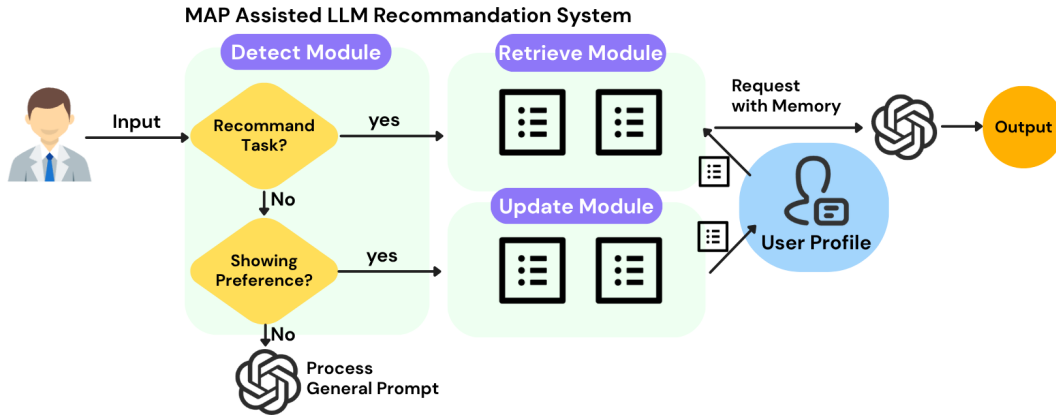 MAP Assisted LLM Recommandation System
Detect Module
Retrieve Module
Input
Recommand
Task?
yes
Request
with Memory
Output
No
Update Module
User Profile
Showing
Preference?
yes
No
Process
General Prompt